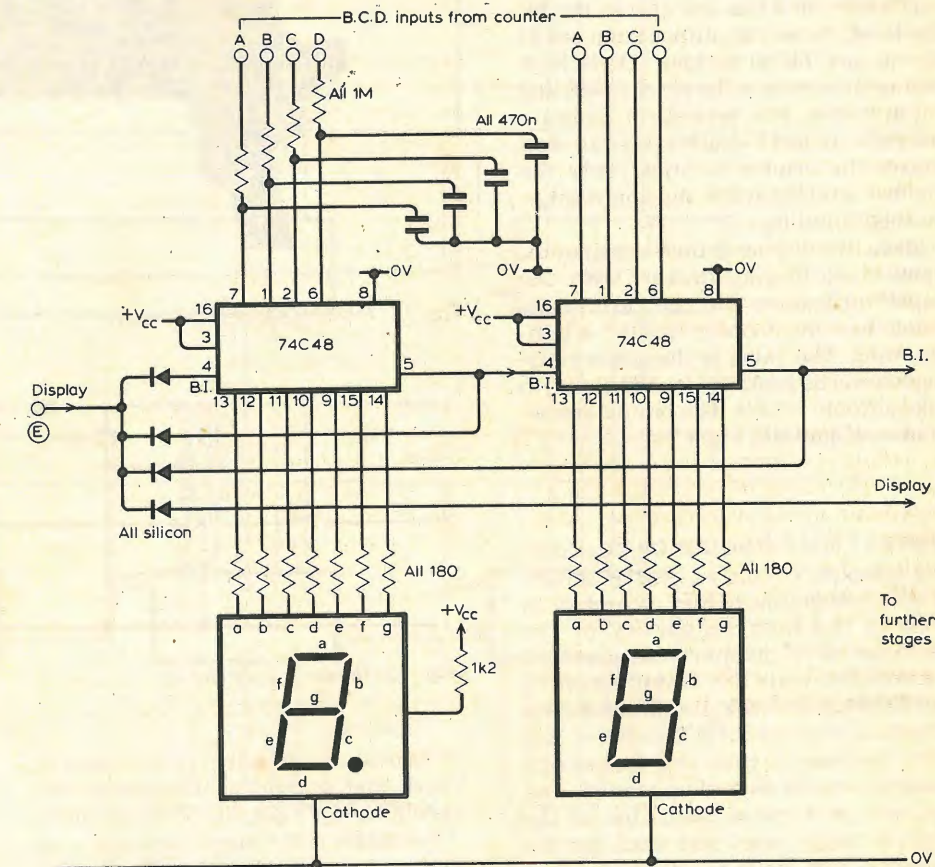 B.C.D. inputs from counter
A B C D
A B C D
All 1M
All 470n
0V
0V
0V
7 1 2 6 8
7 1 2 6 8
+Vcc
16
3
74C48
4
B.I.
5
13 12 11 10 9 15 14
+Vcc
16
3
74C48
4
B.I.
5
13 12 11 10 9 15 14
B.I.
Display
E
Display
All silicon
All 180
All 180
+Vcc
1k2
To
further
stages
a b c d e f g
a
f b
g
e c
d
Cathode
a b c d e f g
a
f b
g
e c
d
Cathode
0V